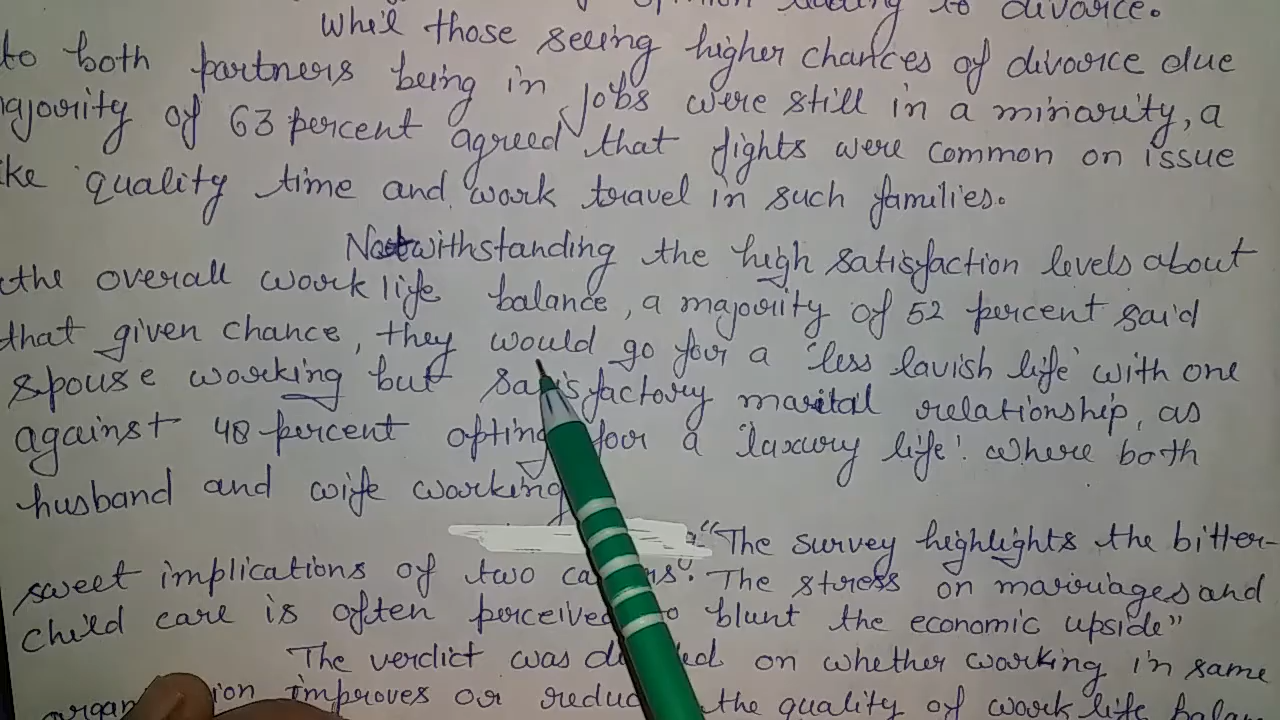 to divorce.
While those seeing higher chances of divorce due
to both partners being in jobs were still in a minority, a
majority of 63 percent agreed that fights were common on issue
like quality time and work travel in such families.
Notwithstanding the high satisfaction levels about
the overall work life balance, a majority of 52 percent said
that given chance, they would go for a 'less lavish life' with one
spouse working but satisfactory marital relationship, as
against 48 percent opting for a 'luxury life'. where both
husband and wife working
"The survey highlights the bitter-
sweet implications of two The stress on marriages and
child care is often perceived to blunt the economic upside"
The verdict was on whether working in same
improves or the quality of work life